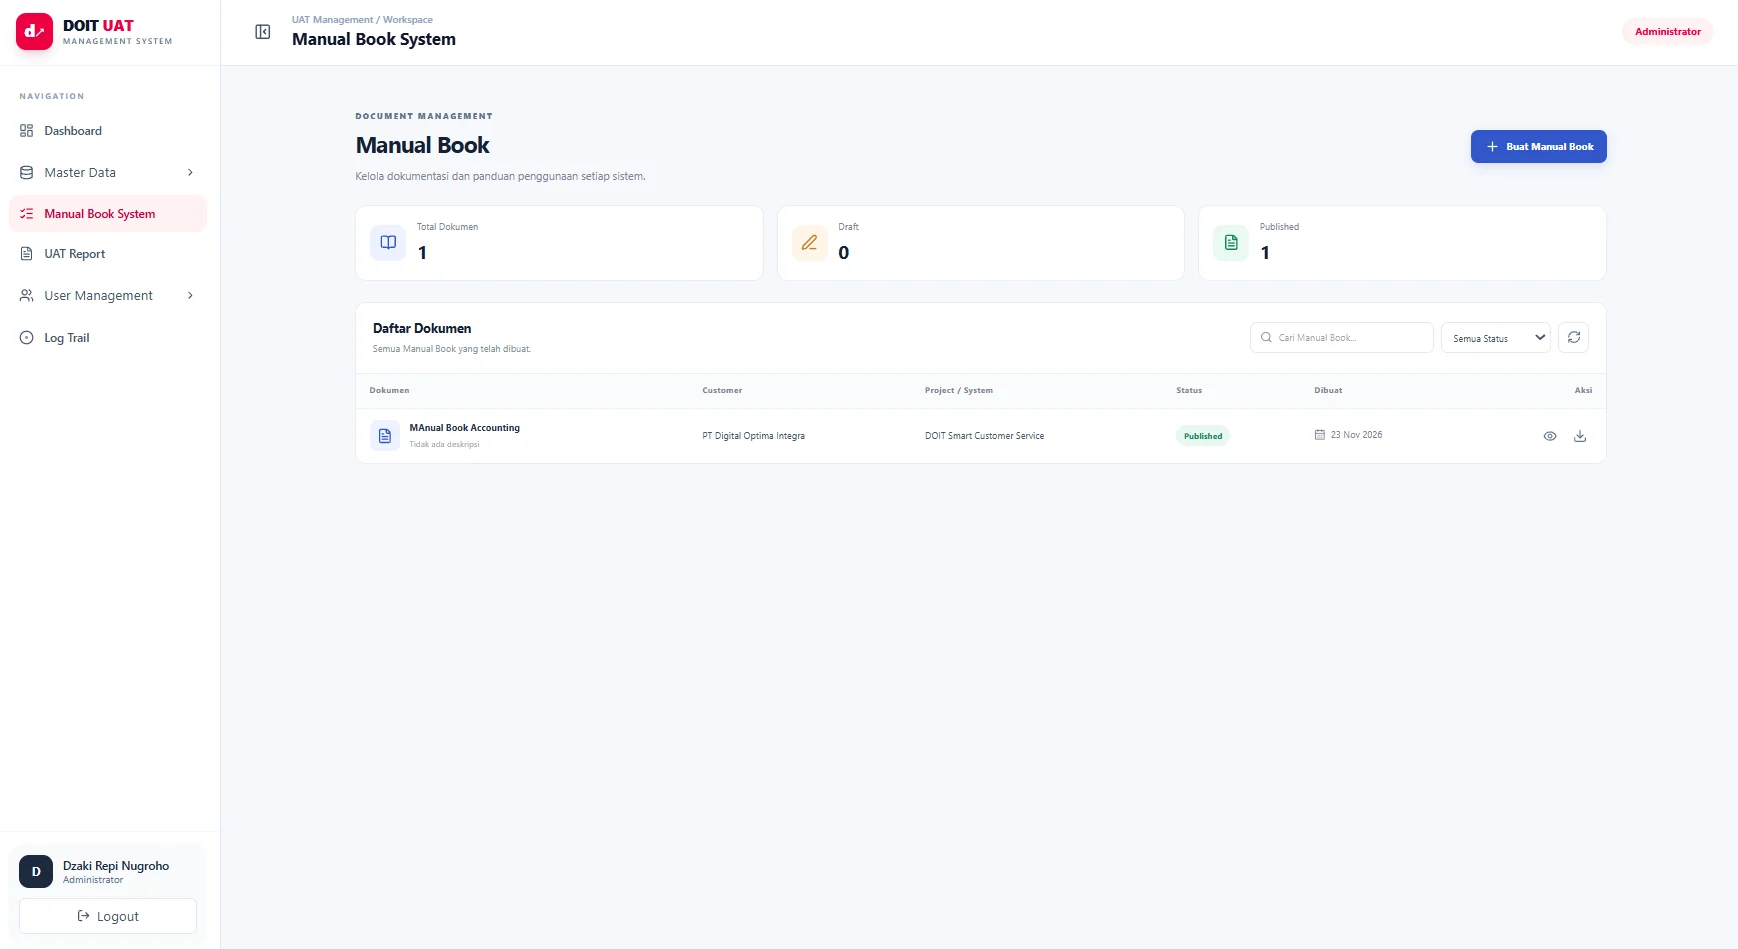 DOIT UAT
MANAGEMENT SYSTEM
NAVIGATION
Dashboard
Master Data
Manual Book System
UAT Report
User Management
Log Trail
D
Dzaki Repi Nugroho
Administrator
Logout
UAT Management / Workspace
Manual Book System
Administrator
DOCUMENT MANAGEMENT
Manual Book
Kelola dokumentasi dan panduan penggunaan setiap sistem.
Buat Manual Book
Total Dokumen
1
Draft
0
Published
1
Daftar Dokumen
Semua Manual Book yang telah dibuat.
Cari Manual Book...
Semua Status
Dokumen Customer Project / System Status Dibuat Aksi
MAnual Book Accounting
Tidak ada deskripsi
PT Digital Optima Integra
DOIT Smart Customer Service
Published
23 Nov 2026